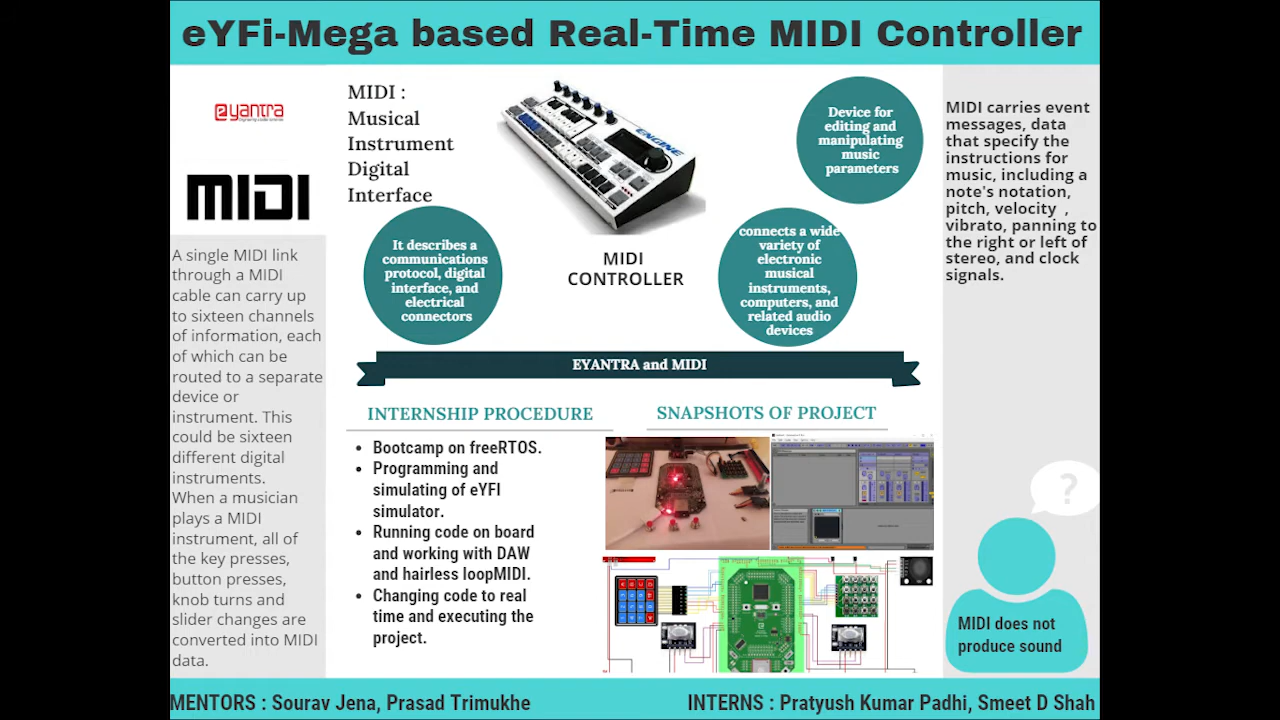 eYFi-Mega based Real-Time MIDI Controller
eyantra
MIDI
A single MIDI link
through a MIDI
cable can carry up
to sixteen channels
of information, each
of which can be
routed to a separate
device or
instrument. This
could be sixteen
different digital
instruments.
When a musician
plays a MIDI
instrument, all of
the key presses,
button presses,
knob turns and
slider changes are
converted into MIDI
data.
MIDI :
Musical
Instrument
Digital
Interface
It describes a
communications
protocol, digital
interface, and
electrical
connectors
ENGINE
MIDI
CONTROLLER
Device for
editing and
manipulating
music
parameters
connects a wide
variety of
electronic
musical
instruments,
computers, and
related audio
devices
MIDI carries event
messages, data
that specify the
instructions for
music, including a
note's notation,
pitch, velocity ,
vibrato, panning to
the right or left of
stereo, and clock
signals.
EYANTRA and MIDI
INTERNSHIP PROCEDURE
• Bootcamp on freeRTOS.
• Programming and
simulating of eYFI
simulator.
• Running code on board
and working with DAW
and hairless loopMIDI.
• Changing code to real
time and executing the
project.
SNAPSHOTS OF PROJECT
?
MIDI does not
produce sound
MENTORS : Sourav Jena, Prasad Trimukhe
INTERNS : Pratyush Kumar Padhi, Smeet D Shah